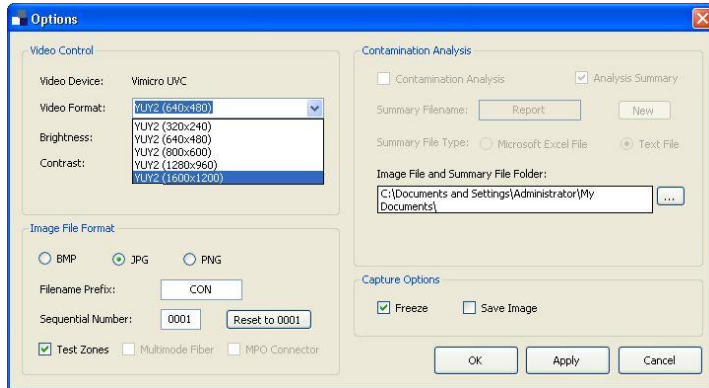 Options
Video Control
Video Device: Vimicro UVC
Video Format: YUY2 (640x480)
YUY2 (320x240)
YUY2 (640x480)
YUY2 (800x600)
YUY2 (1280x960)
YUY2 (1600x1200)
Brightness:
Contrast:
Image File Format
BMP JPG PNG
Filename Prefix: CON
Sequential Number: 0001 Reset to 0001
Test Zones Multimode Fiber MPO Connector
Contamination Analysis
Contamination Analysis Analysis Summary
Summary Filename: Report New
Summary File Type: Microsoft Excel File Text File
Image File and Summary File Folder:
C:\Documents and Settings\Administrator\My
Documents\
...
Capture Options
Freeze Save Image
OK Apply Cancel